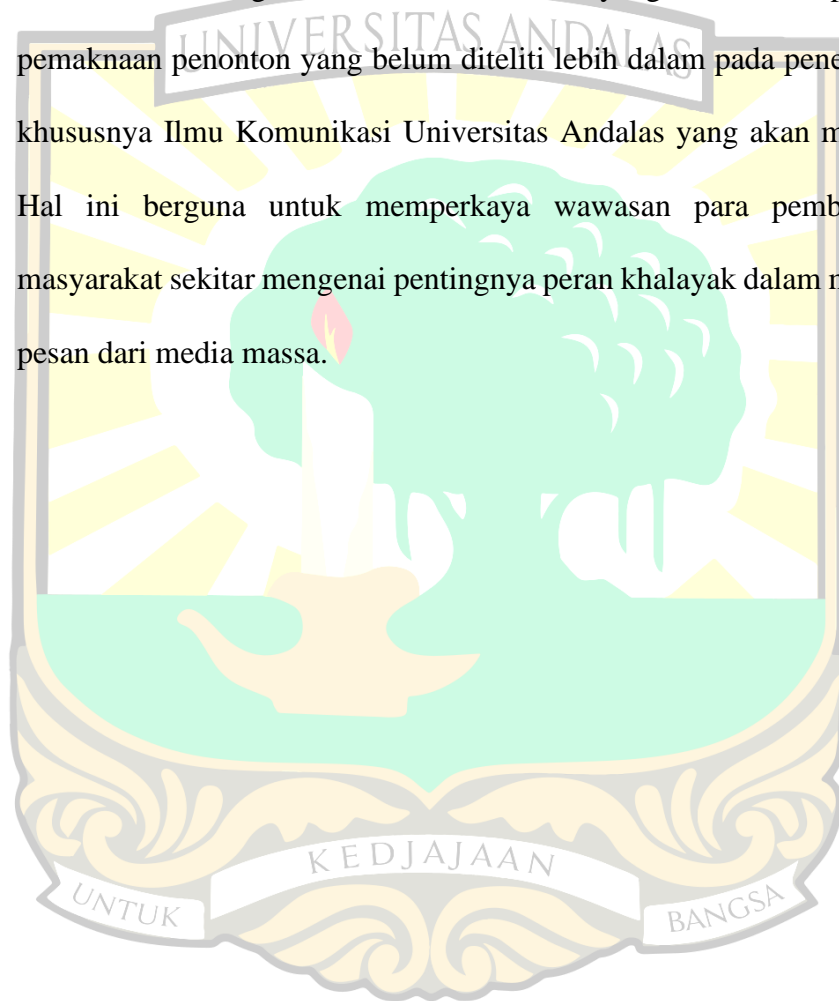 UNIVERSITAS ANDALAS
pemaknaan penonton yang belum diteliti lebih dalam pada
khususnya Ilmu Komunikasi Universitas Andalas yang akan
Hal ini berguna untuk memperkaya wawasan para
masyarakat sekitar mengenai pentingnya peran khalayak dalam
pesan dari media massa.
KEDJAJAAN
UNTUK BANGSA